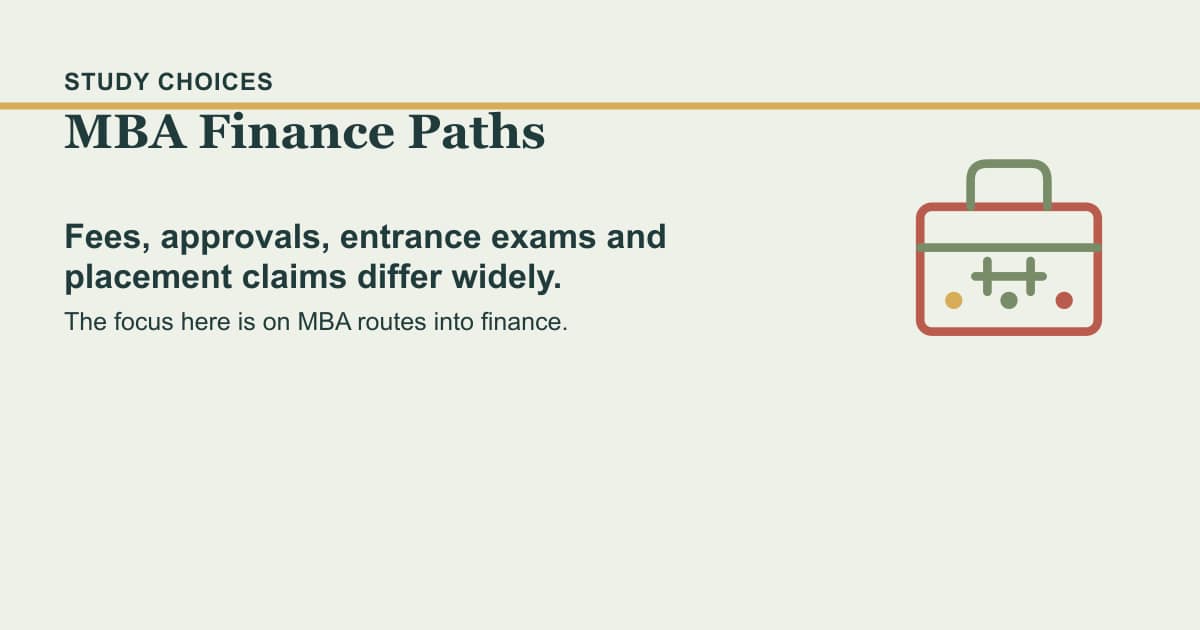 STUDY CHOICES
MBA Finance Paths
Fees, approvals, entrance exams and
placement claims differ widely.
The focus here is on MBA routes into finance.